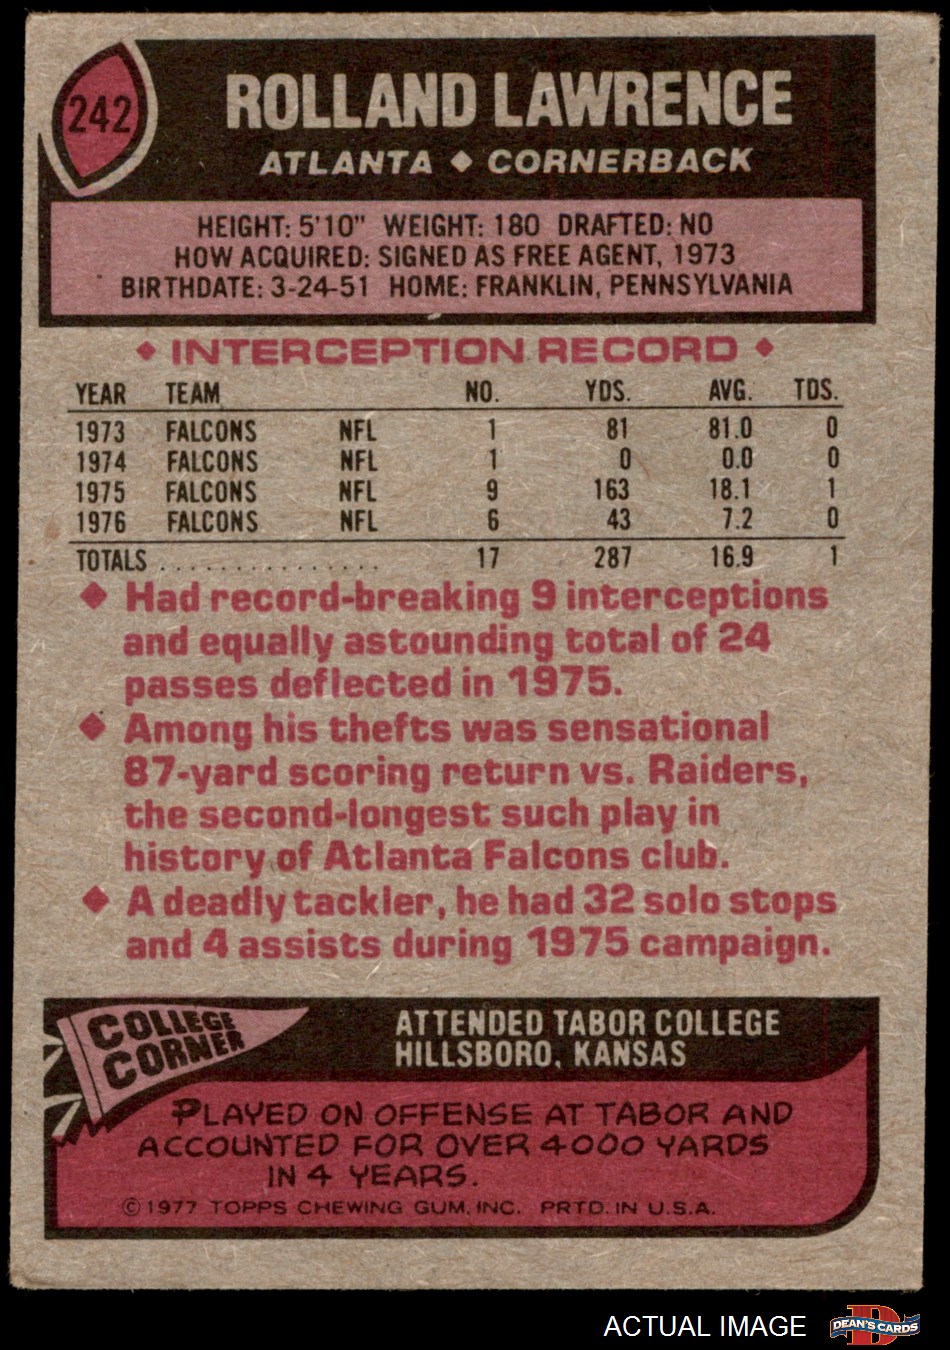 242
ROLLAND LAWRENCE
ATLANTA ◆ CORNERBACK
HEIGHT: 5'10" WEIGHT: 180 DRAFTED: NO
HOW ACQUIRED: SIGNED AS FREE AGENT, 1973
BIRTHDATE: 3-24-51 HOME: FRANKLIN, PENNSYLVANIA
◆ INTERCEPTION RECORD ◆
YEAR TEAM NO. YDS. AVG. TDS.
1973 FALCONS NFL 1 81 81.0 0
1974 FALCONS NFL 1 0 0.0 0
1975 FALCONS NFL 9 163 18.1 1
1976 FALCONS NFL 6 43 7.2 0
TOTALS ............... 17 287 16.9 1
◆ Had record-breaking 9 interceptions
and equally astounding total of 24
passes deflected in 1975.
◆ Among his thefts was sensational
87-yard scoring return vs. Raiders,
the second-longest such play in
history of Atlanta Falcons club.
◆ A deadly tackler, he had 32 solo stops
and 4 assists during 1975 campaign.
COLLEGE
CORNER
ATTENDED TABOR COLLEGE
HILLSBORO, KANSAS
PLAYED ON OFFENSE AT TABOR AND
ACCOUNTED FOR OVER 4000 YARDS
IN 4 YEARS.
© 1977 TOPPS CHEWING GUM, INC. PRTD. IN U.S.A.
ACTUAL IMAGE
D
DEAN'S CARDS